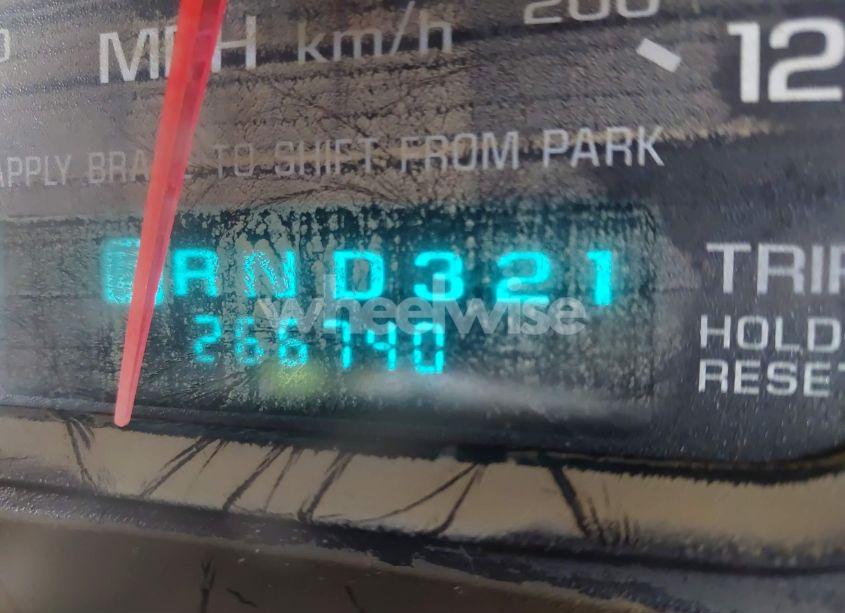 MPH km/h 200
12
APPLY BRAKE TO SHIFT FROM PARK
RND321
TRIP
266740
HOLD
RESET
wheelwise